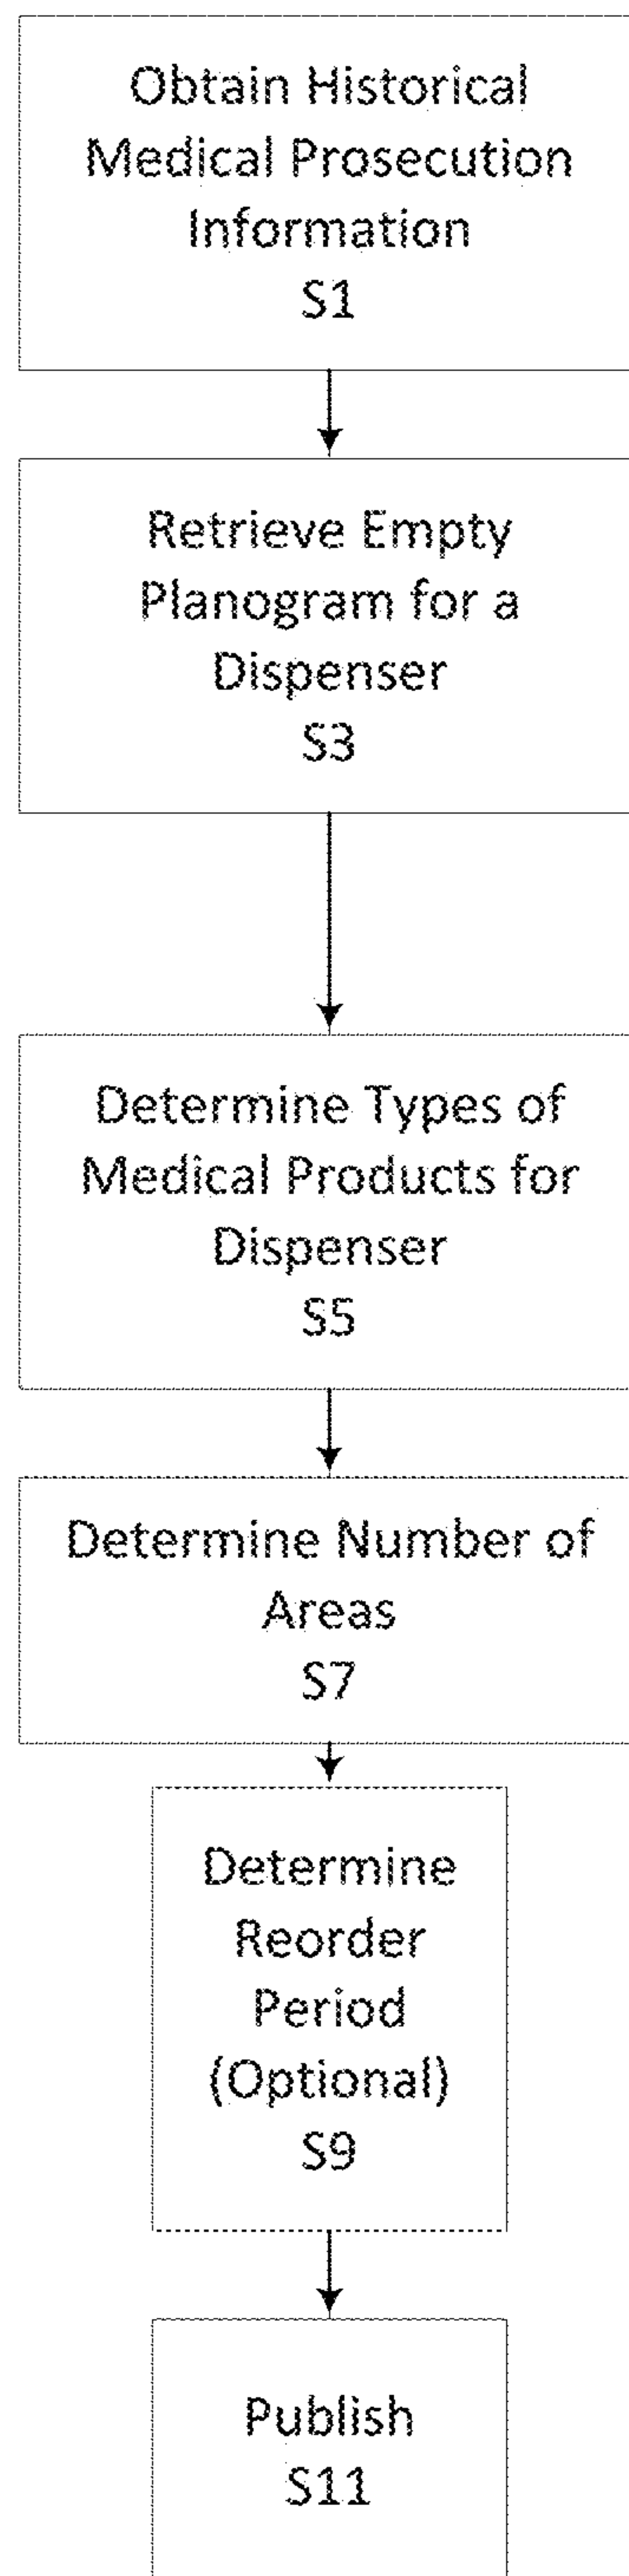 Obtain Historical
Medical Prosecution
Information
S1
Retrieve Empty
Planogram for a
Dispenser
S3
Determine Types of
Medical Products for
Dispenser
S5
Determine Number of
Areas
S7
Determine
Reorder
Period
(Optional)
S9
Publish
S11